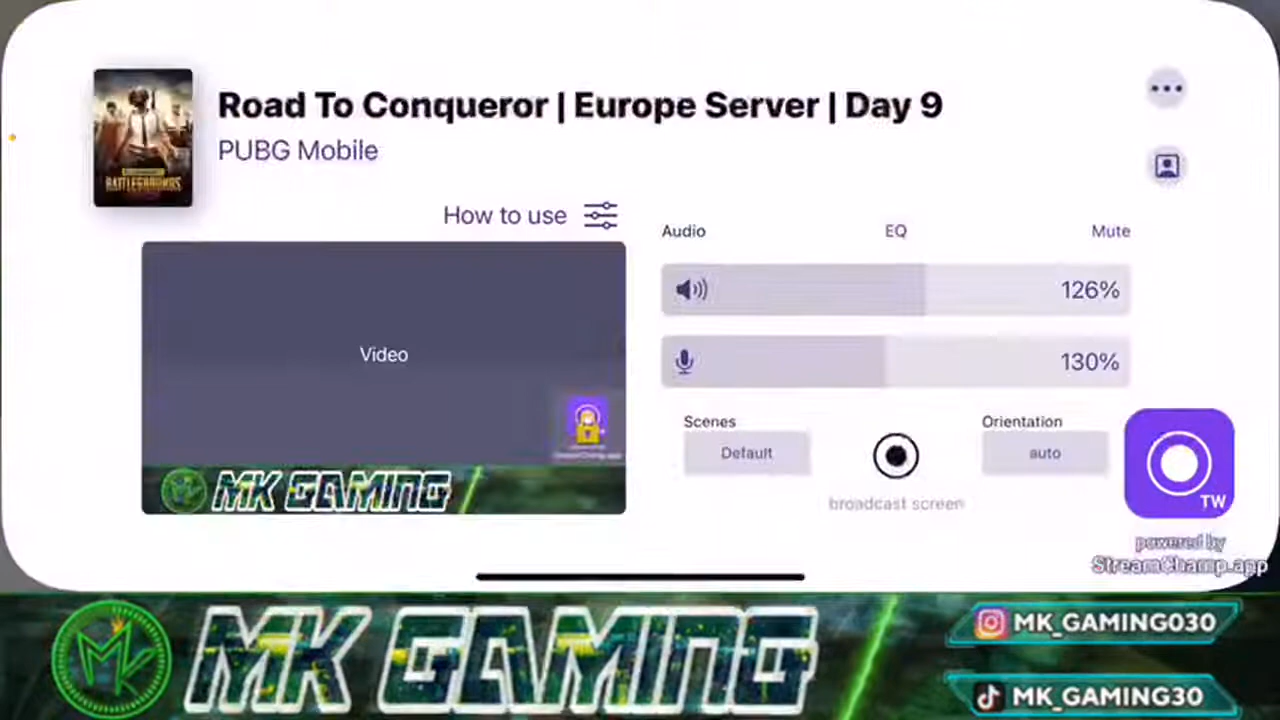 Road To Conqueror | Europe Server | Day 9
PUBG Mobile
BATTLEGROUNDS
How to use
Audio EQ Mute
126%
Video
130%
Scenes
Orientation
Default
auto
broadcast screen
TW
powered by
StreamChamp.app
MK GAMING
MK GAMING
MK_GAMING030
MK_GAMING30